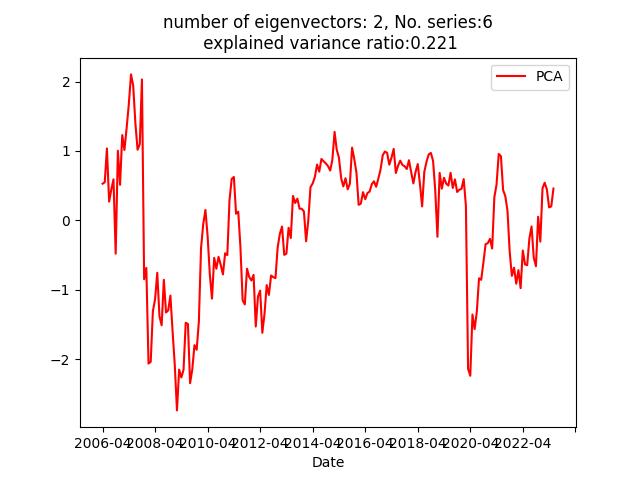 number of eigenvectors: 2, No. series:6
explained variance ratio:0.221
PCA
2
1
0
−1
−2
2006-04 2008-04 2010-04 2012-04 2014-04 2016-04 2018-04 2020-04 2022-04
Date